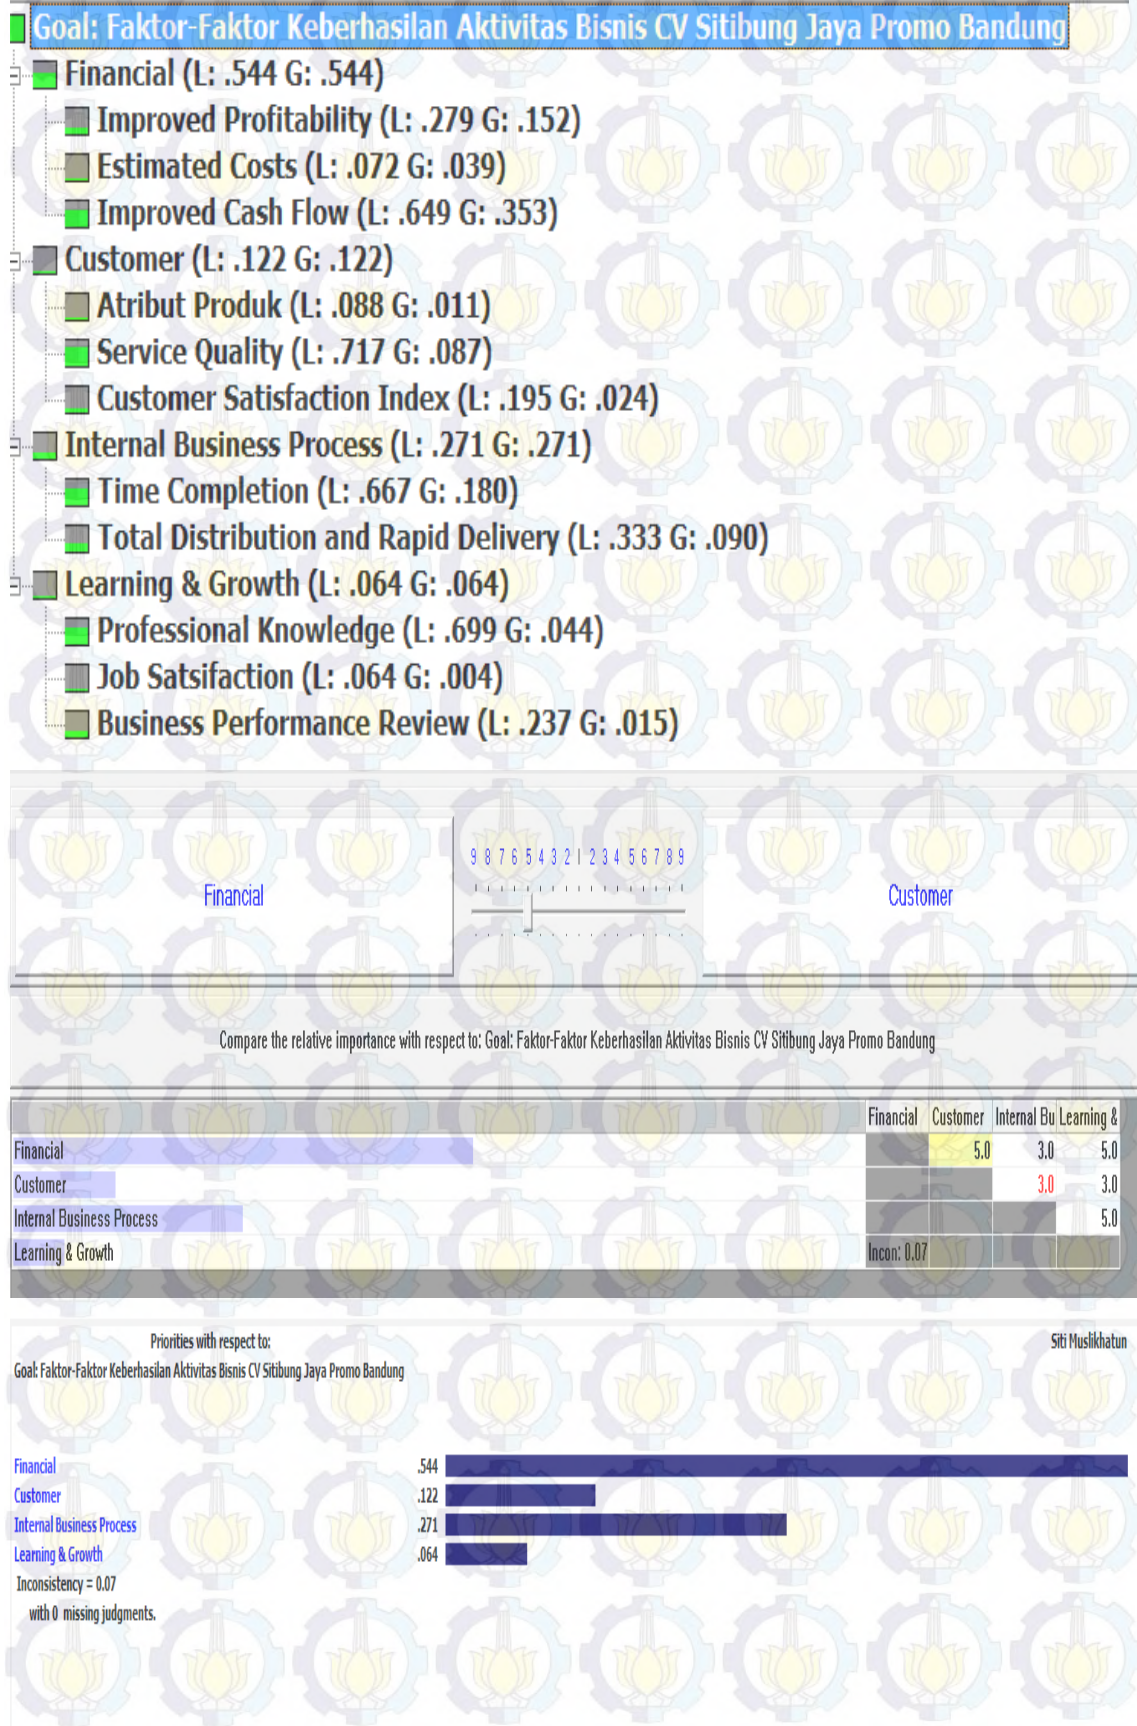 Goal: Faktor-Faktor Keberhasilan Aktivitas Bisnis CV Sitibung Jaya Promo Bandung
Financial (L: .544 G: .544)
Improved Profitability (L: .279 G: .152)
Estimated Costs (L: .072 G: .039)
Improved Cash Flow (L: .649 G: .353)
Customer (L: .122 G: .122)
Atribut Produk (L: .088 G: .011)
Service Quality (L: .717 G: .087)
Customer Satisfaction Index (L: .195 G: .024)
Internal Business Process (L: .271 G: .271)
Time Completion (L: .667 G: .180)
Total Distribution and Rapid Delivery (L: .333 G: .090)
Learning & Growth (L: .064 G: .064)
Professional Knowledge (L: .699 G: .044)
Job Satsifaction (L: .064 G: .004)
Business Performance Review (L: .237 G: .015)
9 8 7 6 5 4 3 2 1 2 3 4 5 6 7 8 9
Financial Customer
Compare the relative importance with respect to: Goal: Faktor-Faktor Keberhasilan Aktivitas Bisnis CV Sitibung Jaya Promo Bandung
Financial Customer Internal Bu Learning &
Financial 5.0 3.0 5.0
Customer 3.0 3.0
Internal Business Process 5.0
Learning & Growth Incon: 0.07
Priorities with respect to: Siti Muslikhatun
Goal: Faktor-Faktor Keberhasilan Aktivitas Bisnis CV Sitibung Jaya Promo Bandung
Financial .544
Customer .122
Internal Business Process .271
Learning & Growth .064
Inconsistency = 0.07
with 0 missing judgments.